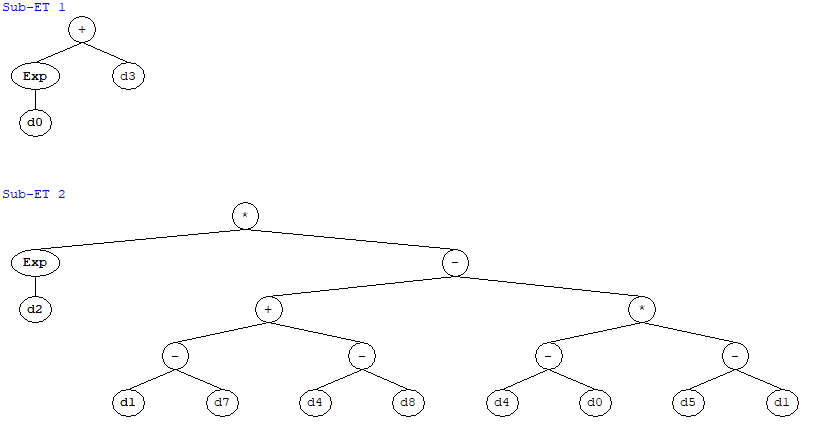 Sub-ET 1
+
Exp d3
d0
Sub-ET 2
*
Exp -
d2 + *
- - - -
d1 d7 d4 d8 d4 d0 d5 d1